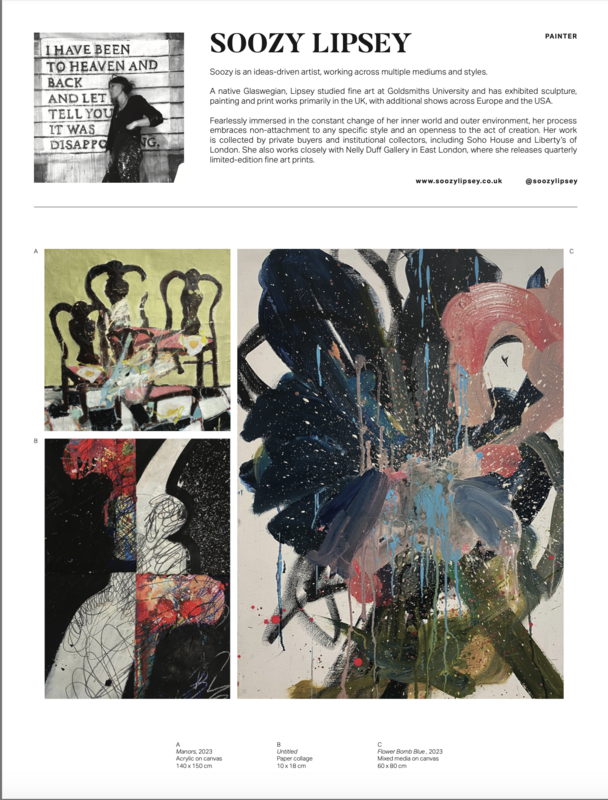 I HAVE BEEN
TO HEAVEN AND
BACK
AND LET
TELL YOU
IT WAS
SOOZY LIPSEY
PAINTER
Soozy is an ideas-driven artist, working across multiple mediums and styles.
A native Glaswegian, Lipsey studied fine art at Goldsmiths University and has exhibited sculpture,
painting and print works primarily in the UK, with additional shows across Europe and the USA.
Fearlessly immersed in the constant change of her inner world and outer environment, her process
embraces non-attachment to any specific style and an openness to the act of creation. Her work
is collected by private buyers and institutional collectors, including Soho House and Liberty's of
London. She also works closely with Nelly Duff Gallery in East London, where she releases quarterly
limited-edition fine art prints.
www.soozylipsey.co.uk @soozylipsey
A
B
C
A
Manors, 2023
Acrylic on canvas
140 x 150 cm
B
Untitled
Paper collage
10 x 18 cm
C
Flower Bomb Blue , 2023
Mixed media on canvas
60 x 80 cm